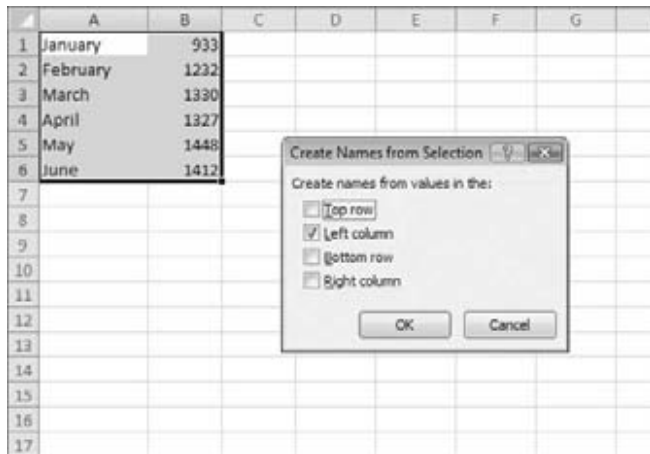 A B C D E F G
1 January 933
2 February 1232
3 March 1330
4 April 1327
5 May 1448
6 June 1412
7
8
9
10
11
12
13
14
15
16
17
Create Names from Selection ?
Create names from values in the:
Top row
Left column
Bottom row
Right column
OK Cancel